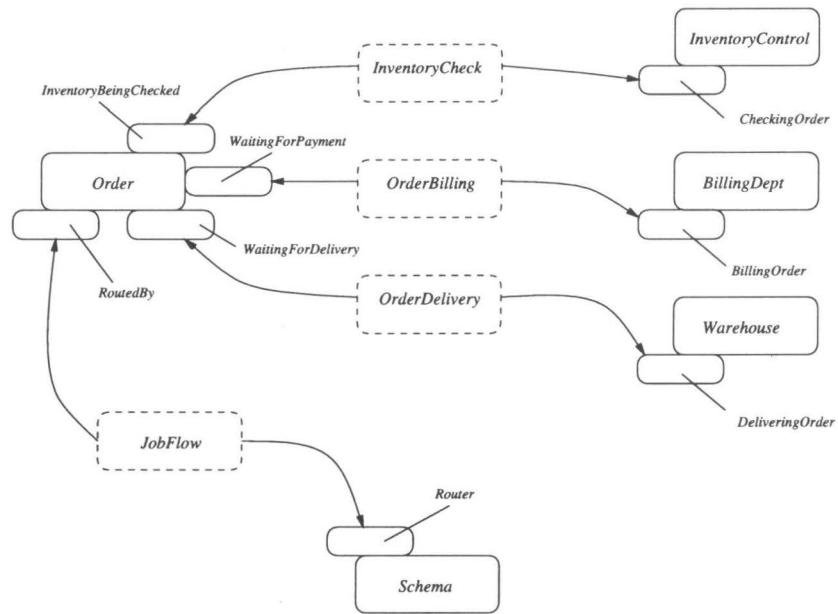 InventoryControl
InventoryCheck
InventoryBeingChecked
CheckingOrder
WaitingForPayment
Order
OrderBilling
BillingDept
WaitingForDelivery
BillingOrder
RoutedBy
OrderDelivery
Warehouse
DeliveringOrder
JobFlow
Router
Schema